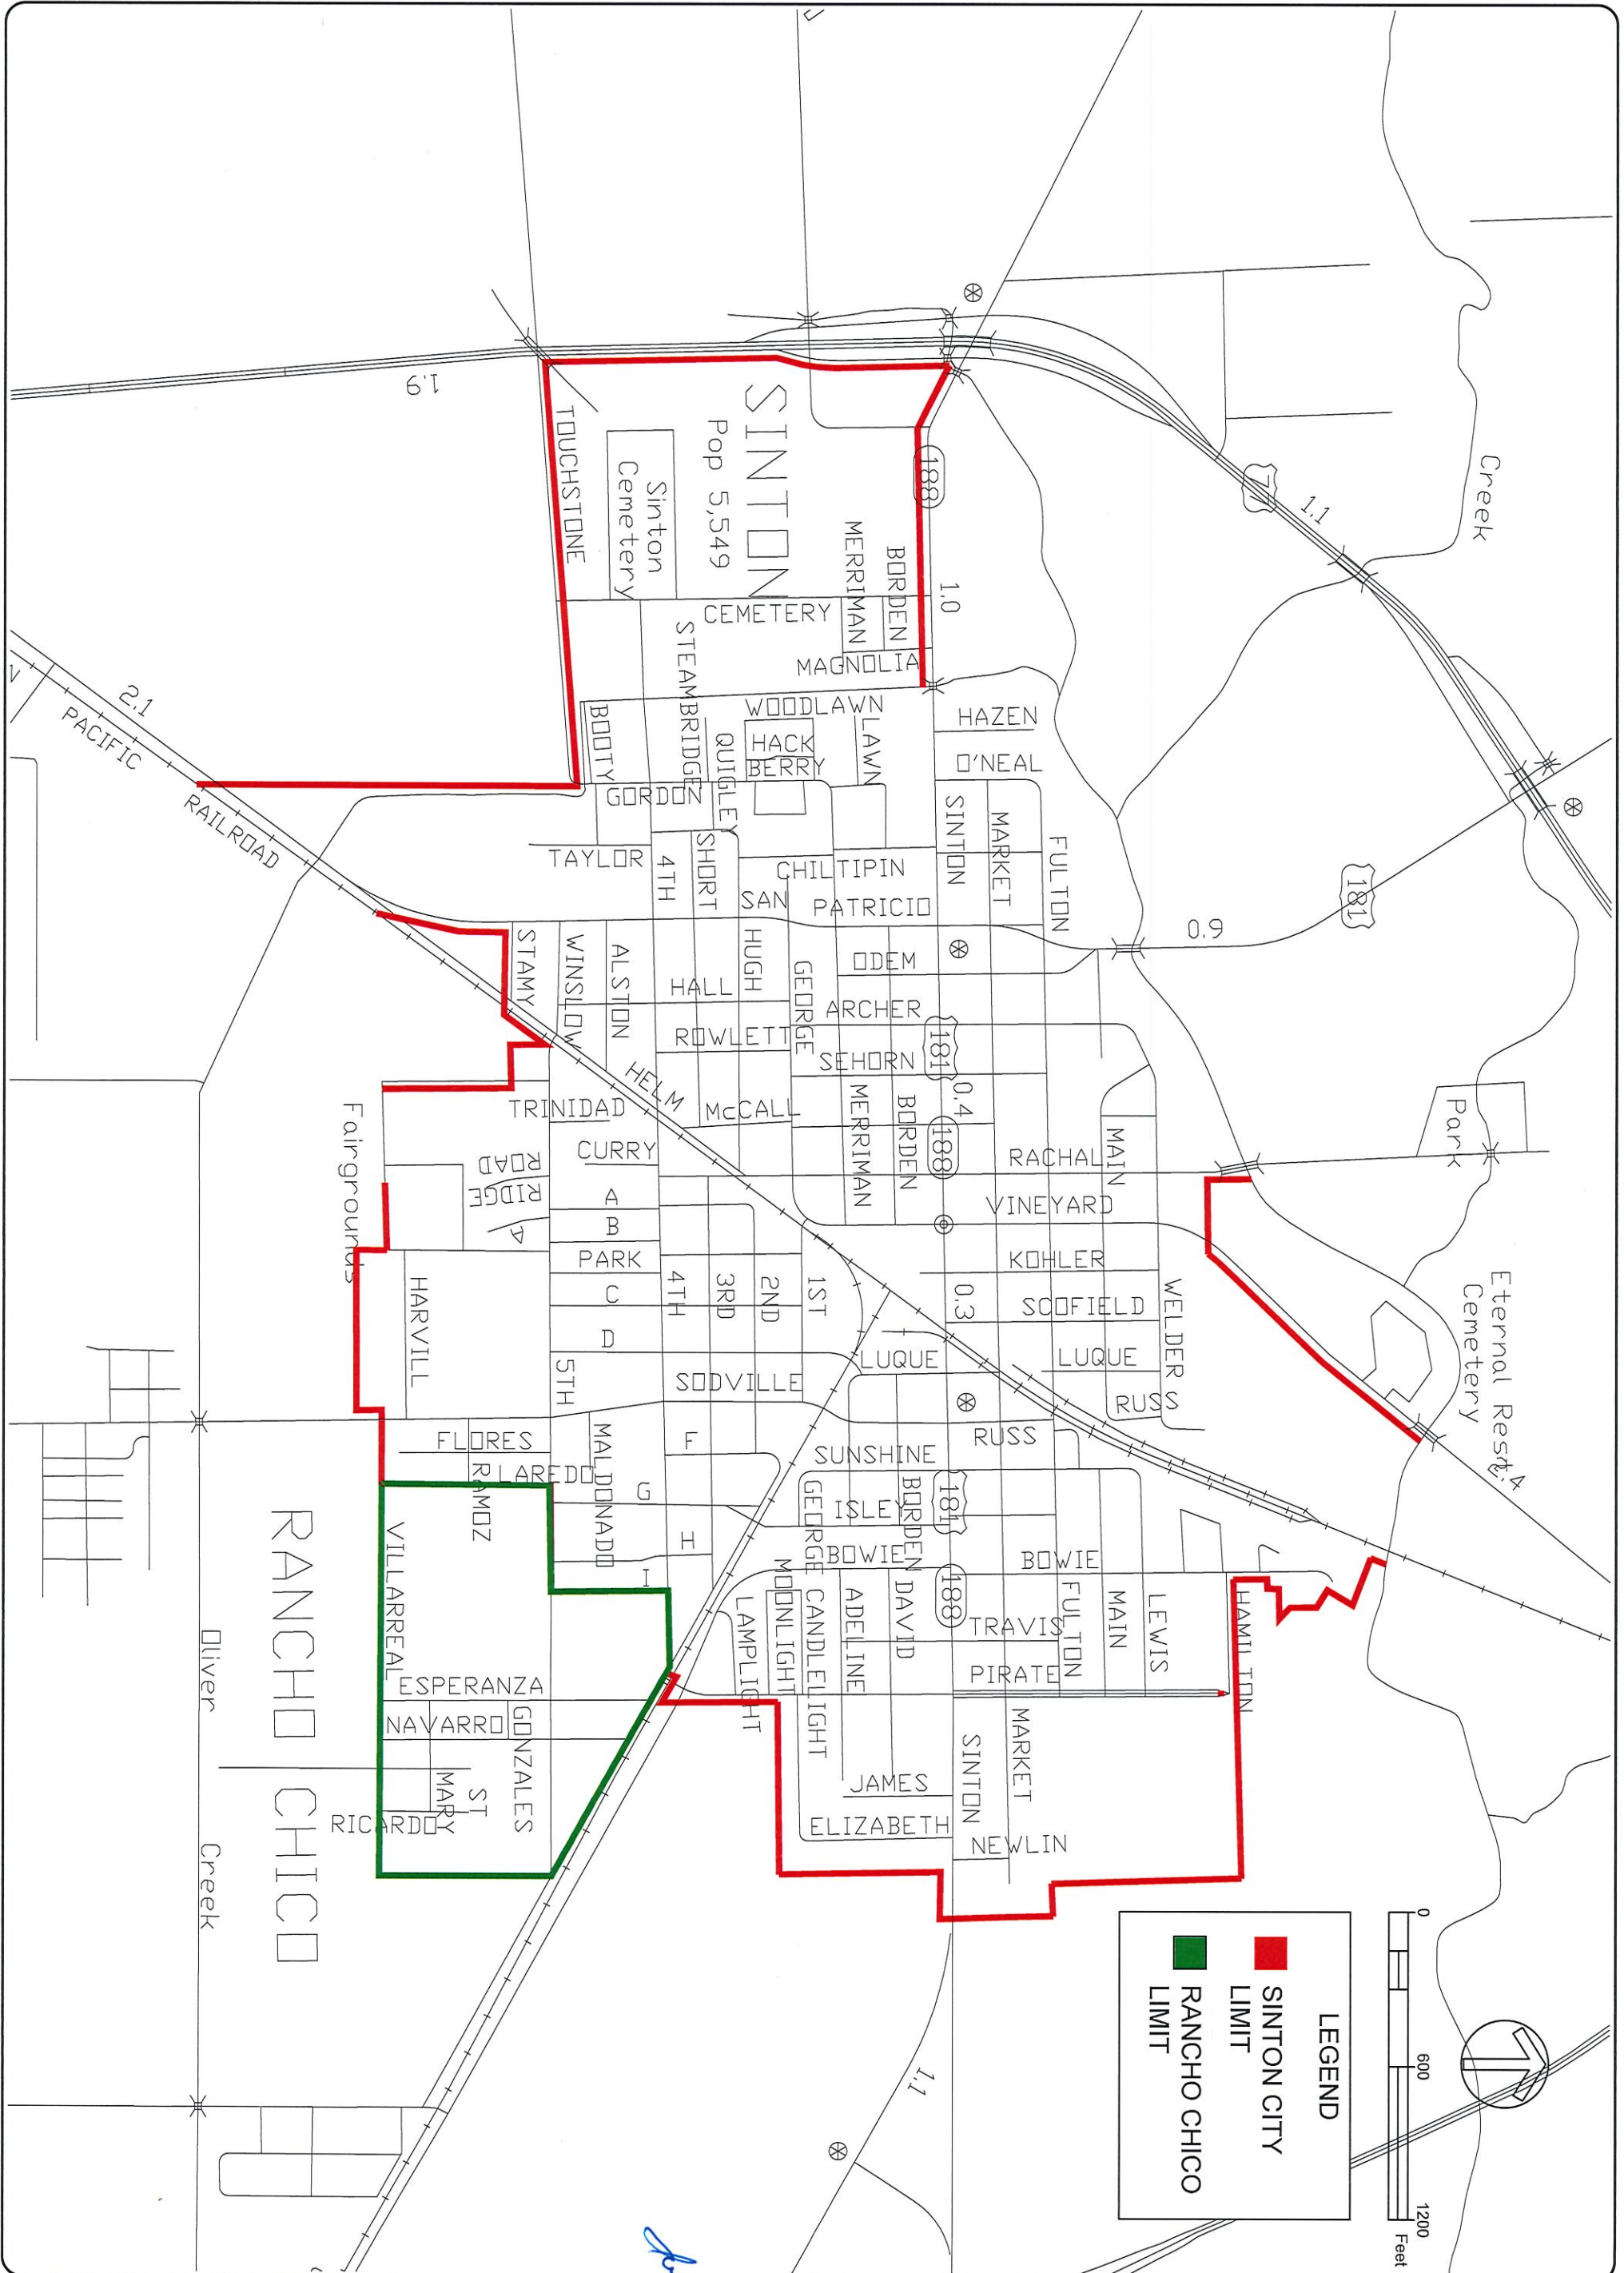 Creek
77
1.1
181
0.9
Park
Eternal Rest
Cemetery
188
1.0
1.9
SINTON
Pop 5,549
Sinton
Cemetery
TOUCHSTONE
MERRIMAN
BORDEN
CEMETERY
MAGNOLIA
STEAMBRIDGE
WOODLAWN
HACK
BERRY
LAWN
QUIGLEY
BOOTY
GORDON
HAZEN
O'NEAL
SINTON
MARKET
FULTON
TAYLOR
4TH
SHORT
CHILTIPIN
SAN PATRICIO
2.1
PACIFIC
RAILROAD
STAMY
WINSLOW
ALSTON
HALL
HUGH
GEORGE
ODEM
ARCHER
ROWLETT
SEHORN
181
0.4
HELM
McCALL
MERRIMAN
BORDEN
188
TRINIDAD
CURRY
RACHAL
MAIN
VINEYARD
ROAD
RIDGE
A
A
B
PARK
C
D
4TH
3RD
2ND
1ST
KOHLER
0.3
SCOFIELD
WELDER
LUQUE
LUQUE
RUSS
Fairgrounds
HARVILL
5TH
SODVILLE
RUSS
FLORES
LAREDO
RAMOZ
MALDONADO
F
G
H
I
SUNSHINE
GEORGE
ISLEY
BORDEN
181
BOWIE
BOWIE
188
MOONLIGHT
LAMPLIGHT
CANDLELIGHT
ADELINE
DAVID
TRAVIS
FULTON
MAIN
LEWIS
HAMILTON
PIRATE
VILLARREAL
ESPERANZA
NAVARRO
GONZALES
ST
MARY
RICARDO
RANCHO CHICO
Oliver
Creek
JAMES
ELIZABETH
SINTON
MARKET
NEWLIN
1.1
LEGEND
SINTON CITY
LIMIT
RANCHO CHICO
LIMIT
0
600
1200
Feet